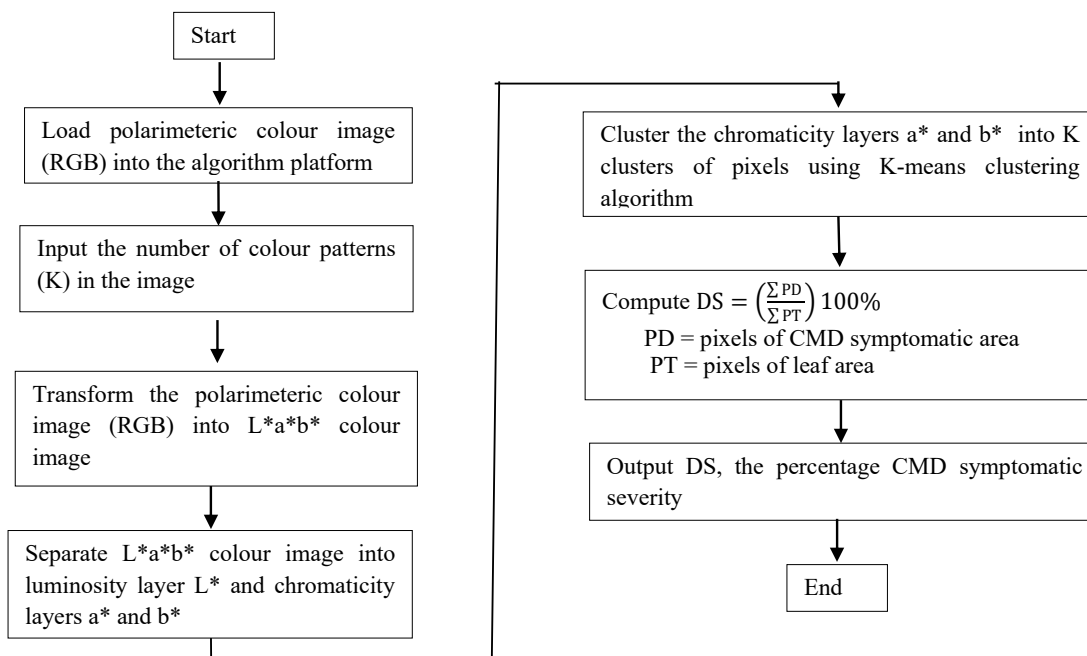 Start
Load polarimeteric colour image
(RGB) into the algorithm platform
Input the number of colour patterns
(K) in the image
Transform the polarimeteric colour
image (RGB) into L*a*b* colour
image
Separate L*a*b* colour image into
luminosity layer L* and chromaticity
layers a* and b*
Cluster the chromaticity layers a* and b* into K
clusters of pixels using K-means clustering
algorithm
Compute DS = (∑ PD / ∑ PT) 100%
PD = pixels of CMD symptomatic area
PT = pixels of leaf area
Output DS, the percentage CMD symptomatic
severity
End